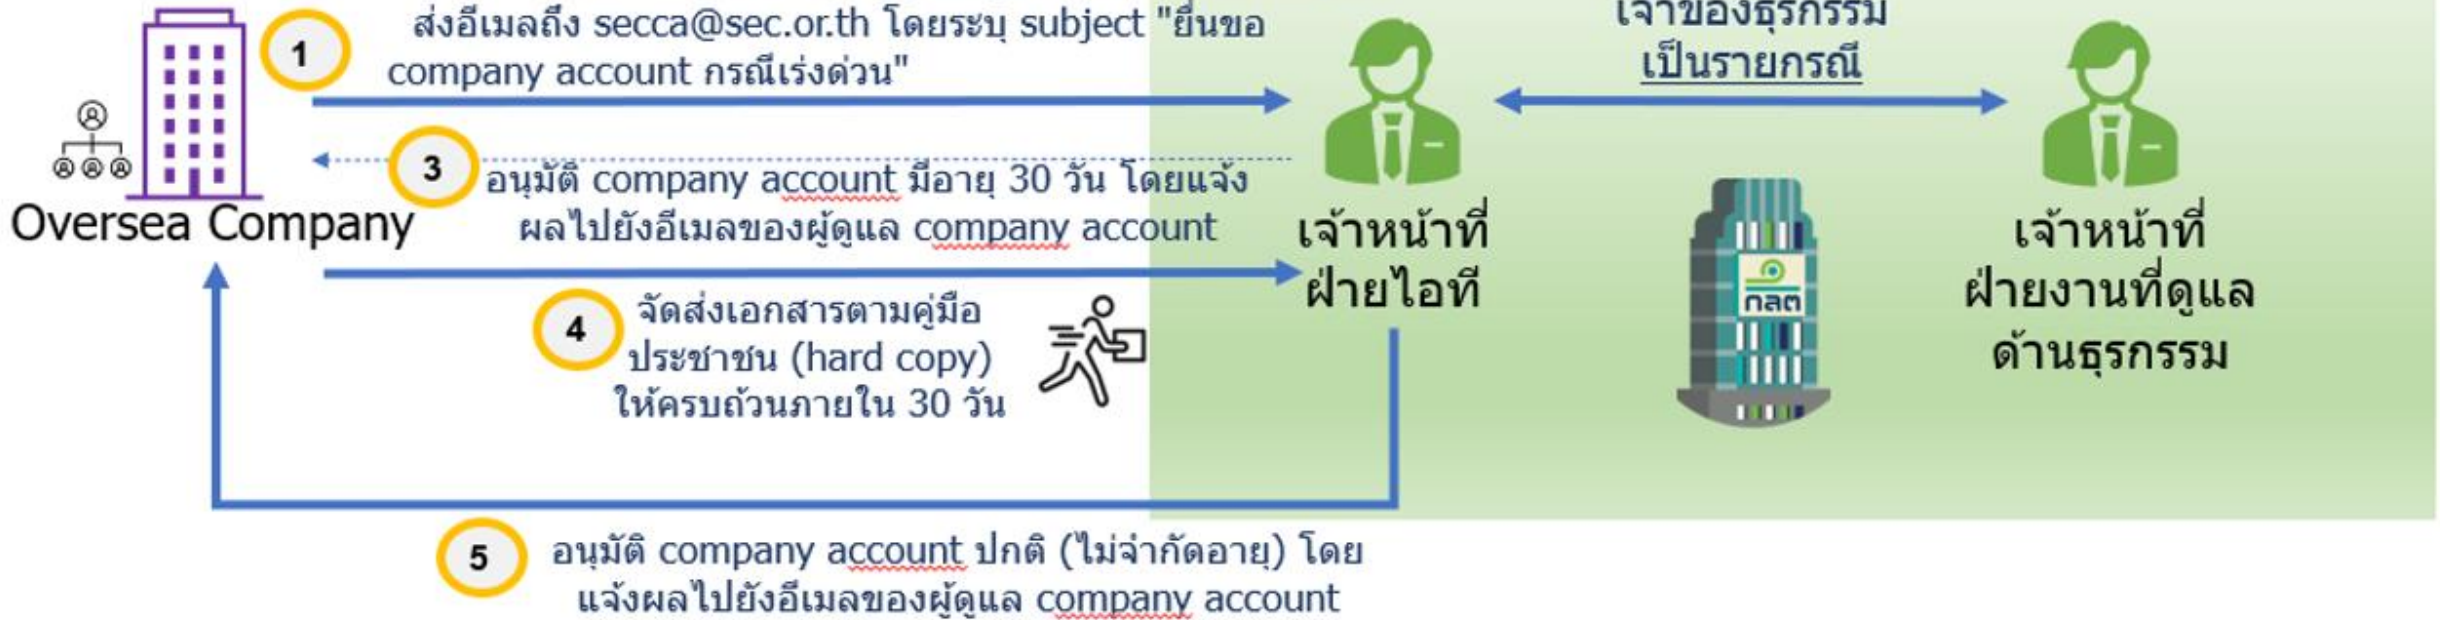 1
ส่งอีเมลถึง secca@sec.or.th โดยระบุ subject "ยื่นขอ
company account กรณีเร่งด่วน"
เจ้าของธุรกรรม
เป็นรายกรณี
3
อนุมัติ company account มีอายุ 30 วัน โดยแจ้ง
ผลไปยังอีเมลของผู้ดูแล company account
Oversea Company
เจ้าหน้าที่
ฝ่ายไอที
กลต
เจ้าหน้าที่
ฝ่ายงานที่ดูแล
ด้านธุรกรรม
4
จัดส่งเอกสารตามคู่มือ
ประชาชน (hard copy)
ให้ครบถ้วนภายใน 30 วัน
5
อนุมัติ company account ปกติ (ไม่จำกัดอายุ) โดย
แจ้งผลไปยังอีเมลของผู้ดูแล company account